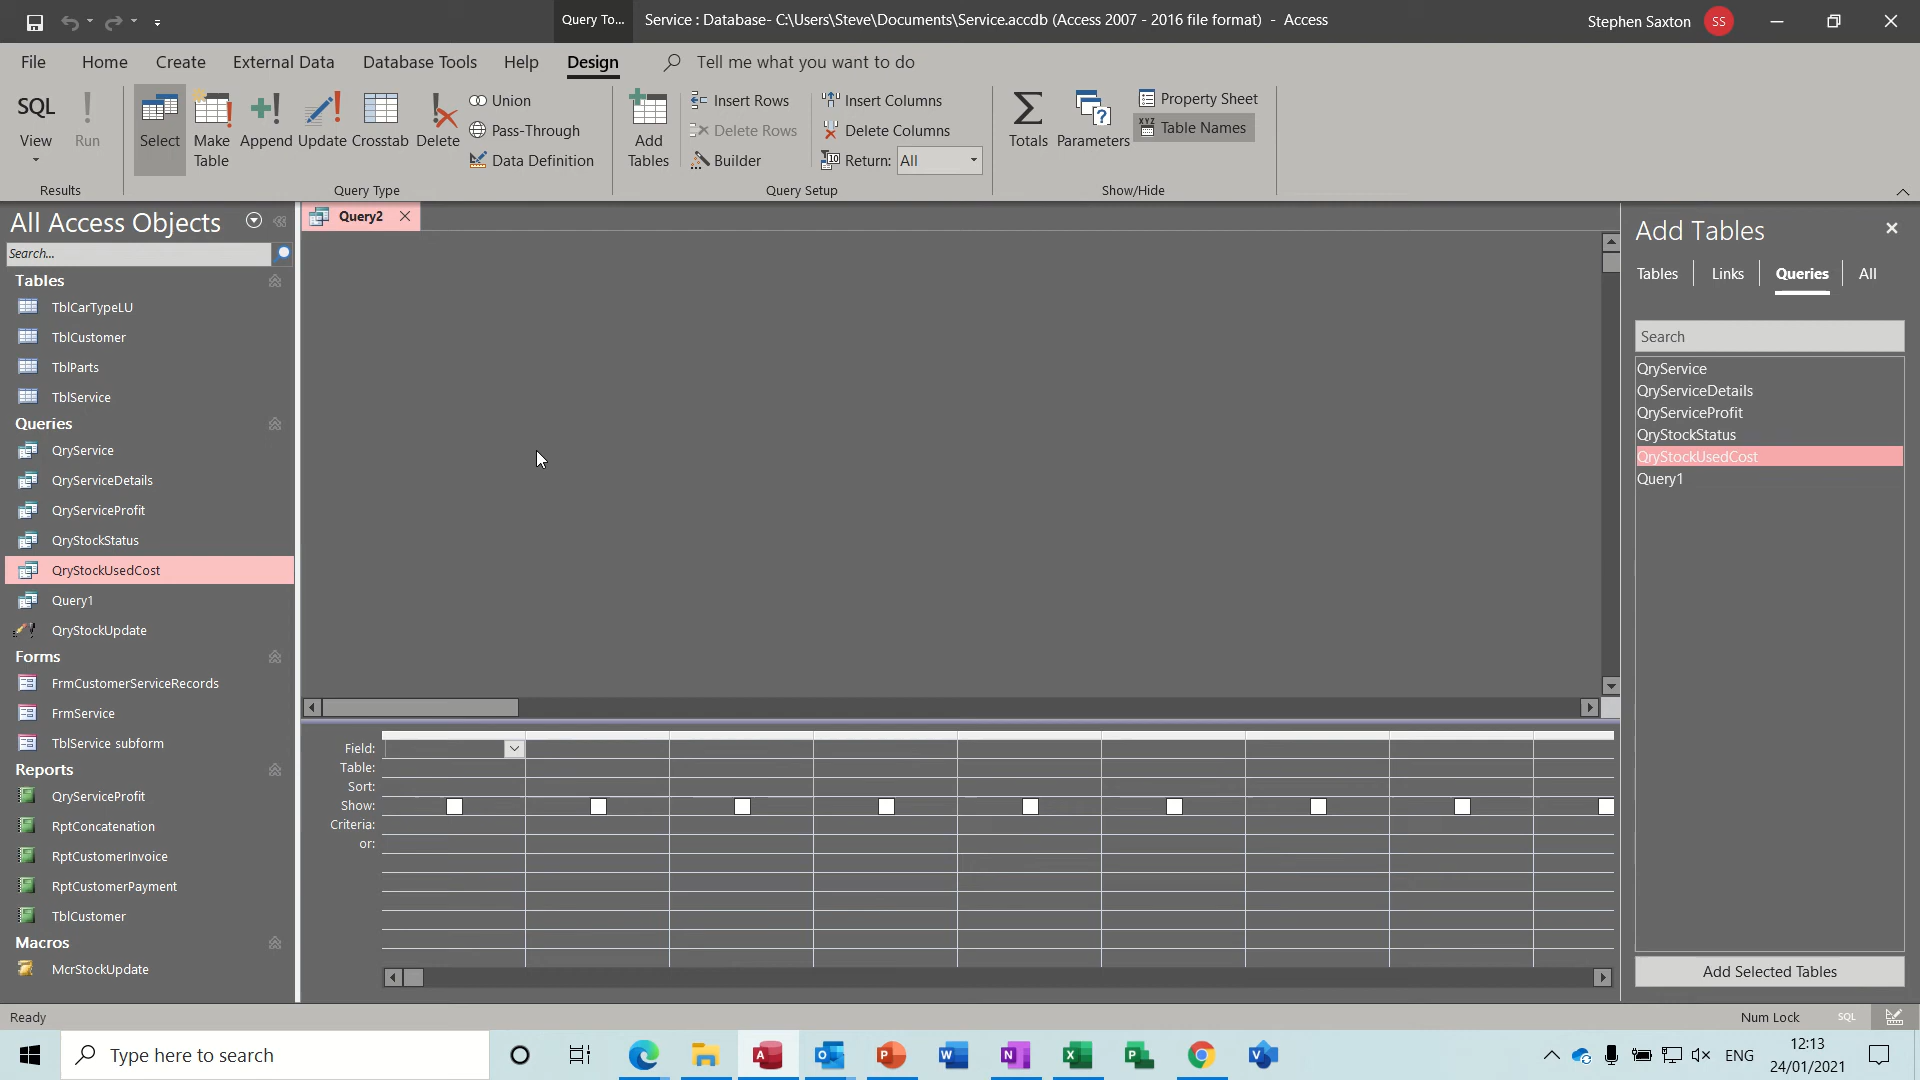 Query To...
Service : Database- C:\Users\Steve\Documents\Service.accdb (Access 2007 - 2016 file format) - Access
Stephen Saxton
SS
File
Home
Create
External Data
Database Tools
Help
Design
Tell me what you want to do
SQL
View
Run
Results
Select
Make
Table
Append
Update
Crosstab
Delete
Union
Pass-Through
Data Definition
Query Type
Add
Tables
Insert Rows
Delete Rows
Builder
Insert Columns
Delete Columns
Return:
All
Query Setup
Totals
Parameters
Property Sheet
Table Names
Show/Hide
All Access Objects
Search...
Tables
TblCarTypeLU
TblCustomer
TblParts
TblService
Queries
QryService
QryServiceDetails
QryServiceProfit
QryStockStatus
QryStockUsedCost
Query1
QryStockUpdate
Forms
FrmCustomerServiceRecords
FrmService
TblService subform
Reports
QryServiceProfit
RptConcatenation
RptCustomerInvoice
RptCustomerPayment
TblCustomer
Macros
McrStockUpdate
Query2
Field:
Table:
Sort:
Show:
Criteria:
or:
Add Tables
Tables
Links
Queries
All
Search
QryService
QryServiceDetails
QryServiceProfit
QryStockStatus
QryStockUsedCost
Query1
Add Selected Tables
Ready
Num Lock
SQL
Type here to search
ENG
12:13
24/01/2021